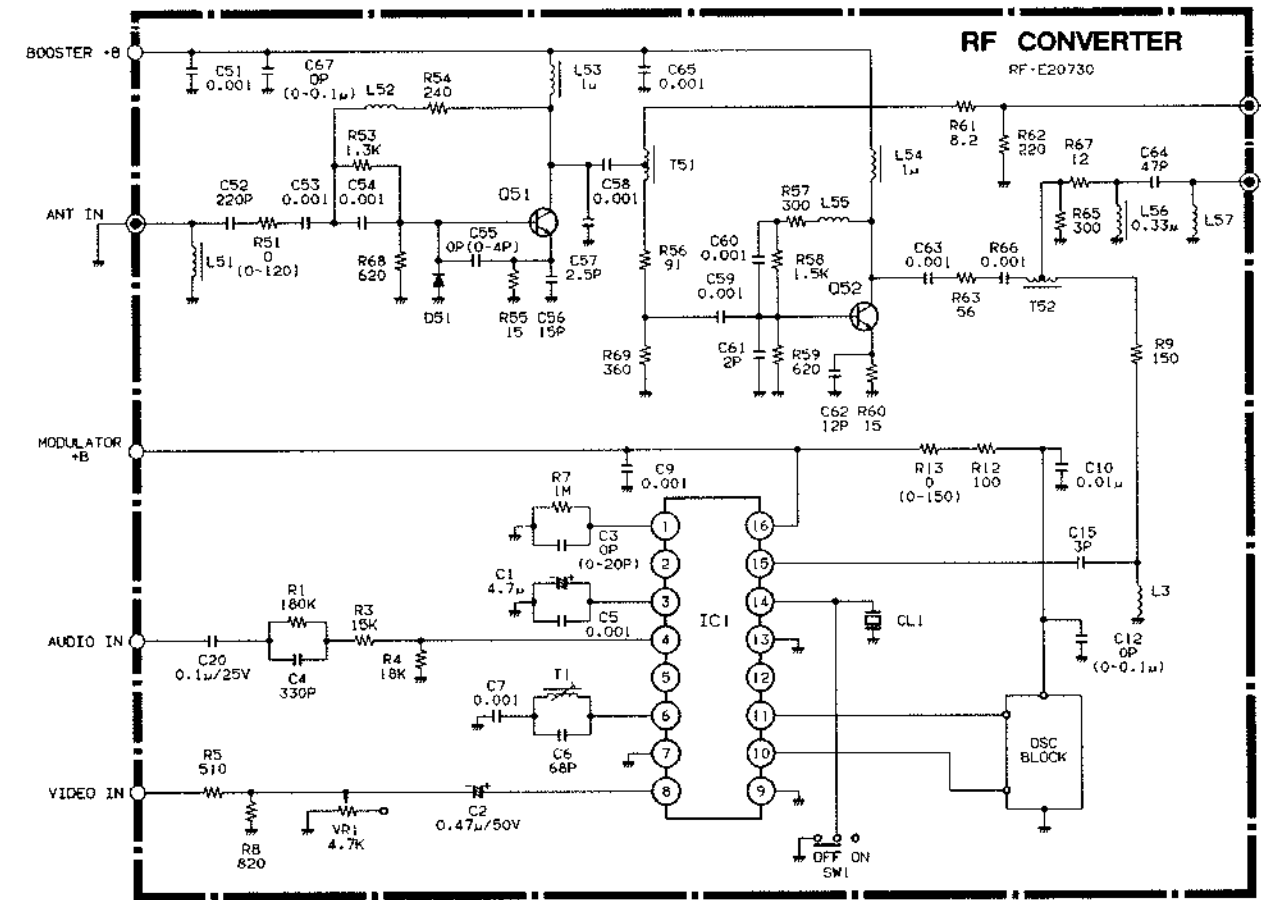 RF CONVERTER
RF-E20730
BOOSTER +B
C51
0.001
C67
0P
(0~0.1μ)
L52
R54
240
L53
1μ
C65
0.001
R53
1.3K
T51
R61
8.2
R62
220
R67
12
C64
47P
L54
1μ
ANT IN
C52
220P
C53
0.001
C54
0.001
Q51
C58
0.001
R57
300
L55
R65
300
L56
0.33μ
L57
L51
R51
0
(0~120)
R68
620
C55
0P(0~4P)
C57
2.5P
R56
91
C60
0.001
R58
1.5K
C63
0.001
R66
0.001
C59
0.001
Q52
R63
56
T52
D51
R55
15
C56
15P
R69
360
C61
2P
R59
620
R9
150
C62
12P
R60
15
MODULATOR
+B
C9
0.001
R13
0
(0~150)
R12
100
C10
0.01μ
R7
1M
C3
0P
(0~20P)
C15
3P
C1
4.7μ
C5
0.001
IC1
1
2
3
4
5
6
7
8
16
15
14
13
12
11
10
9
CL1
L3
C12
0P
(0~0.1μ)
AUDIO IN
C20
0.1μ/25V
R1
180K
C4
330P
R3
15K
R4
18K
C7
0.001
T1
C6
68P
OSC
BLOCK
VIDEO IN
R5
510
R8
820
VR1
4.7K
C2
0.47μ/50V
OFF ON
SW1